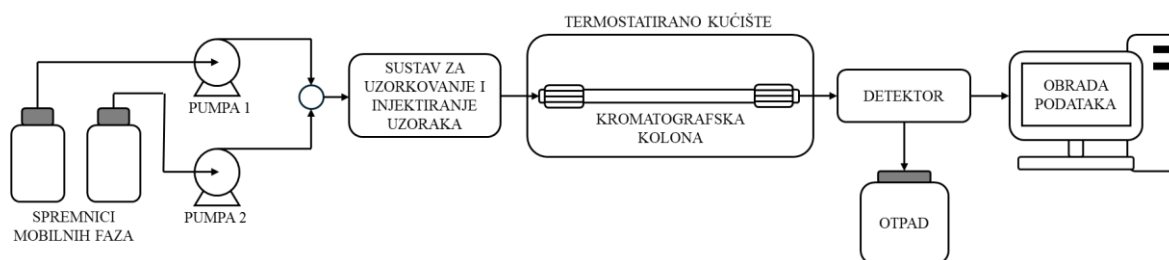 TERMOSTATIRANO KUĆIŠTE
PUMPA 1
SUSTAV ZA
UZORKOVANJE I
INJEKTIRANJE
UZORAKA
KROMATOGRAFSKA
KOLONA
DETEKTOR
OBRADA
PODATAKA
PUMPA 2
SPREMNICI
MOBILNIH FAZA
OTPAD